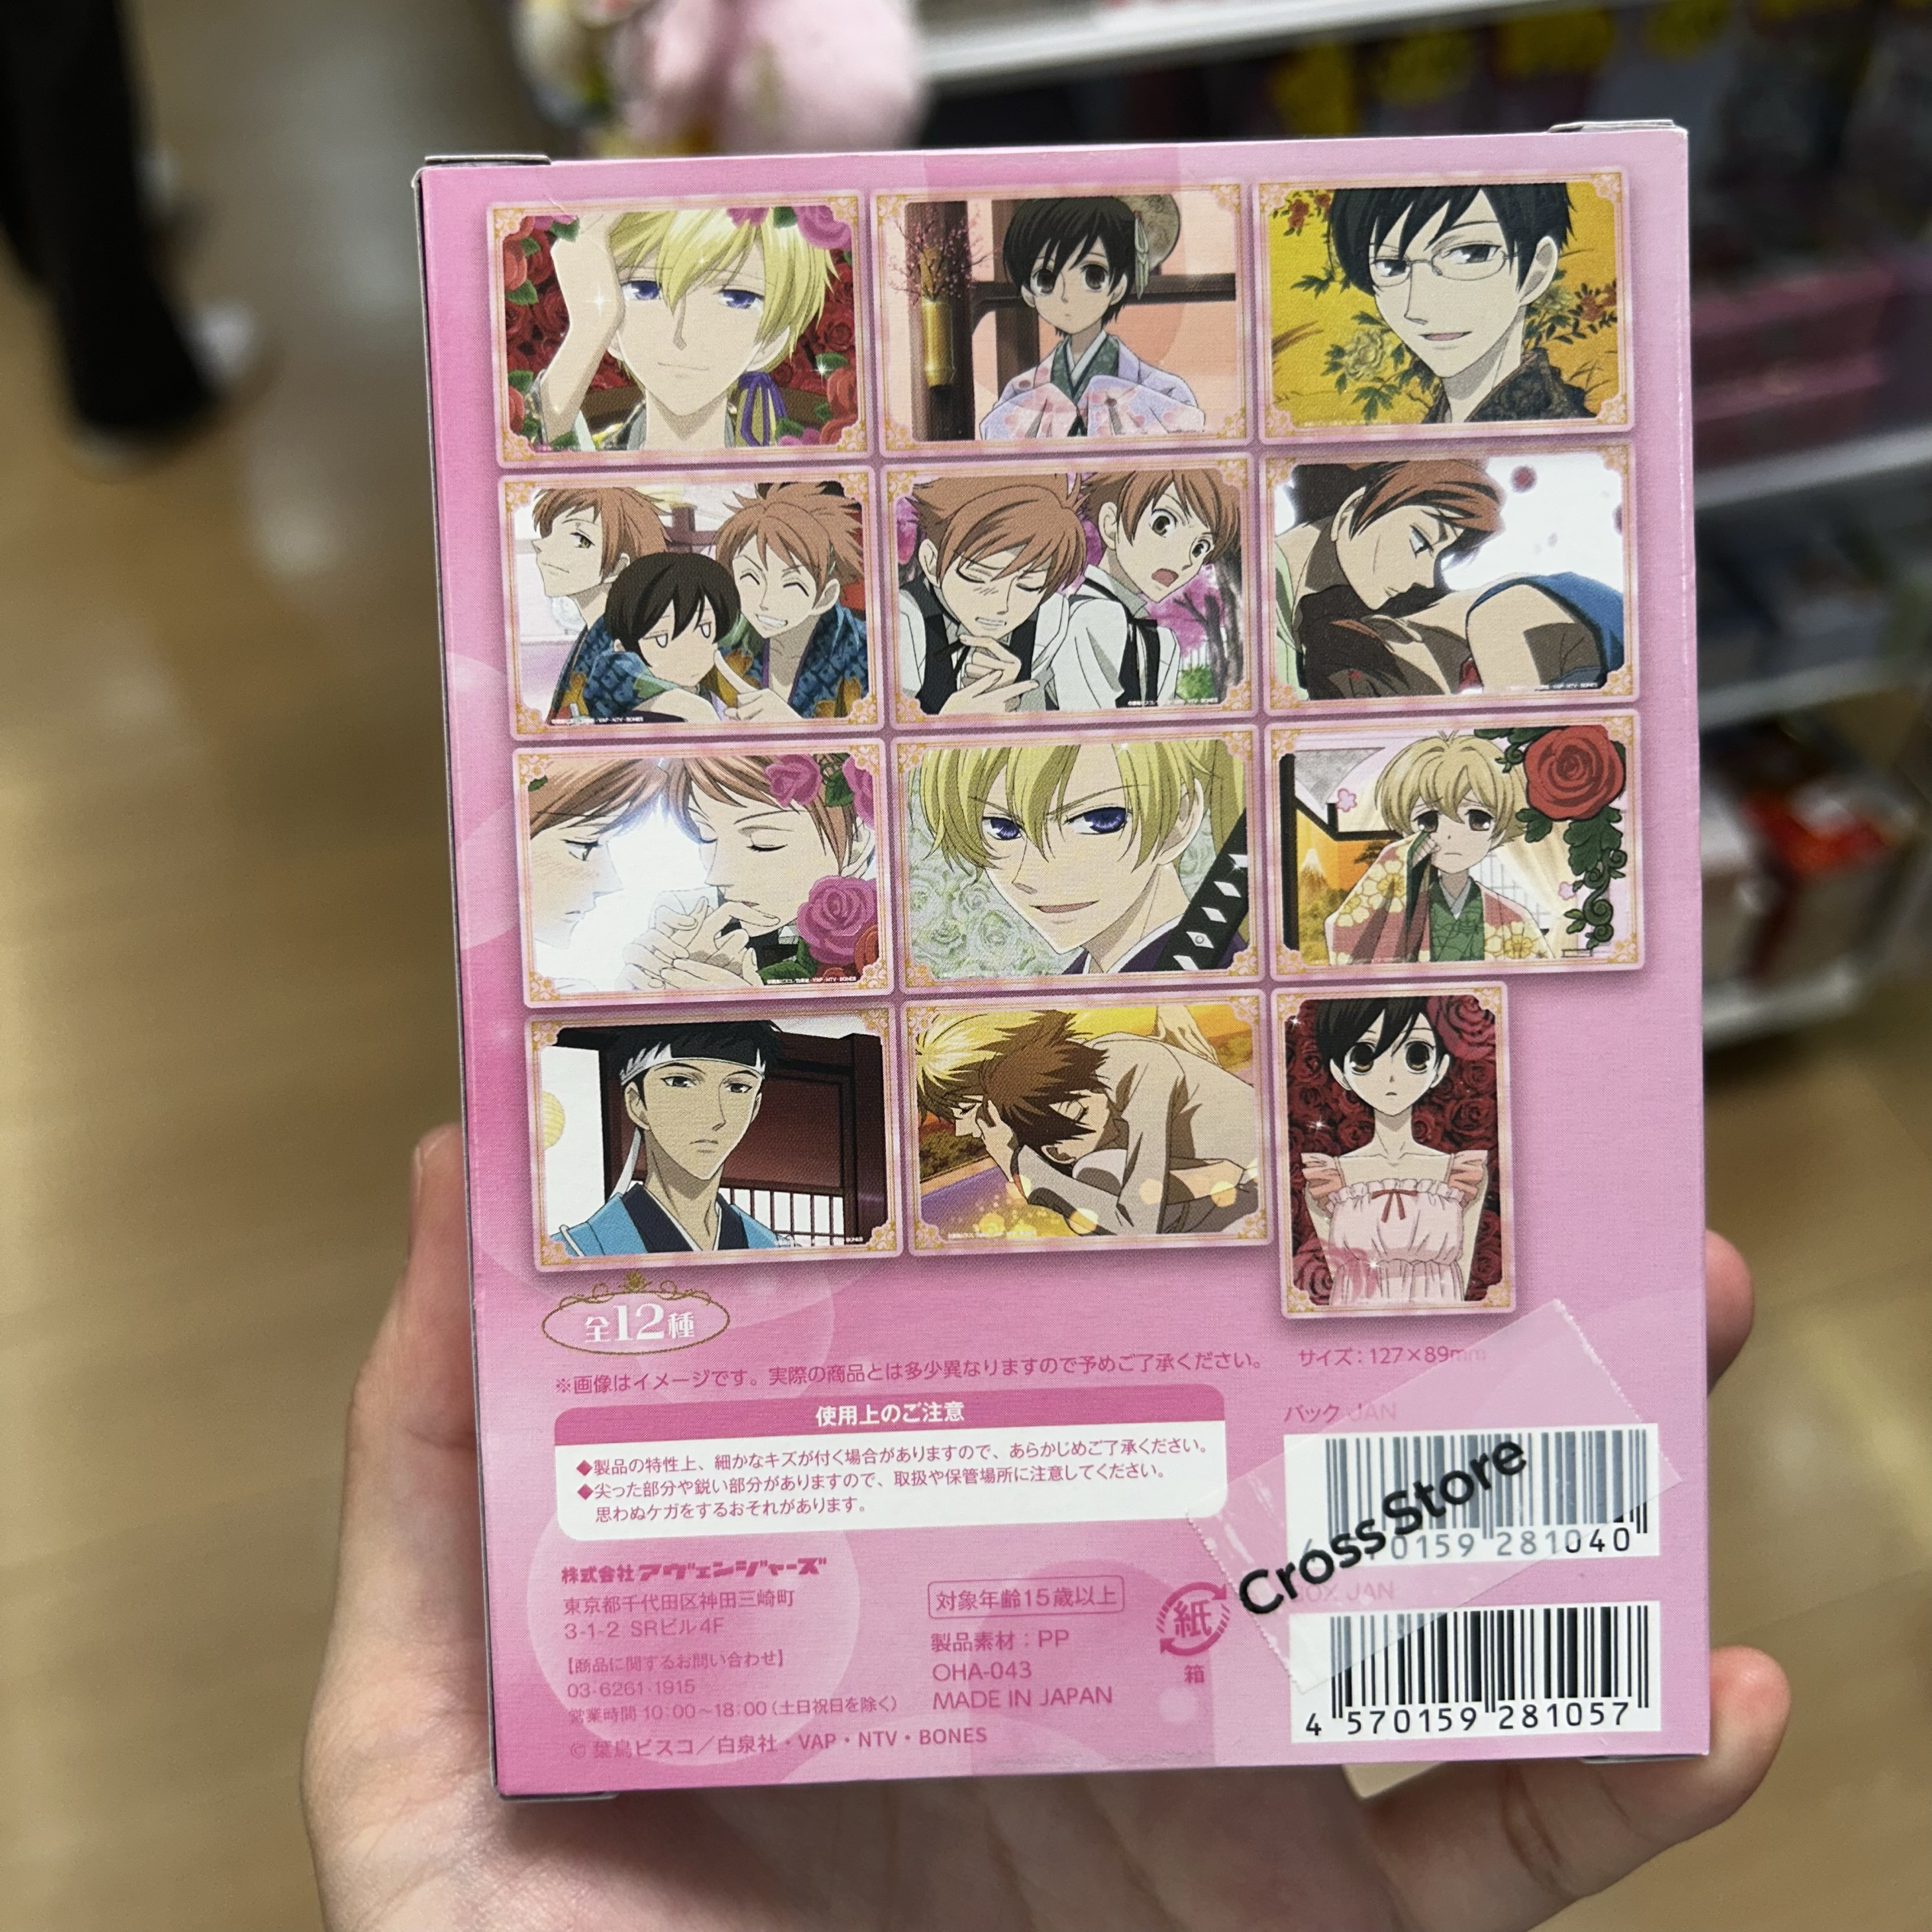 全12種
※画像はイメージです。実際の商品とは多少異なりますので予めご了承ください。
サイズ：127×89mm
使用上のご注意
◆製品の特性上、細かなキズが付く場合がありますので、あらかじめご了承ください。
◆尖った部分や鋭い部分がありますので、取扱や保管場所に注意してください。
思わぬケガをするおそれがあります。
パック JAN
CrossStore
0159 281040
BOX JAN
4 570159 281057
株式会社アヴェンジャーズ
東京都千代田区神田三崎町
3-1-2 SRビル4F
【商品に関するお問い合わせ】
03-6261-1915
営業時間 10:00～18:00（土日祝日を除く）
対象年齢15歳以上
製品素材：PP
OHA-043
MADE IN JAPAN
紙
箱
© 葉鳥ビスコ／白泉社・VAP・NTV・BONES